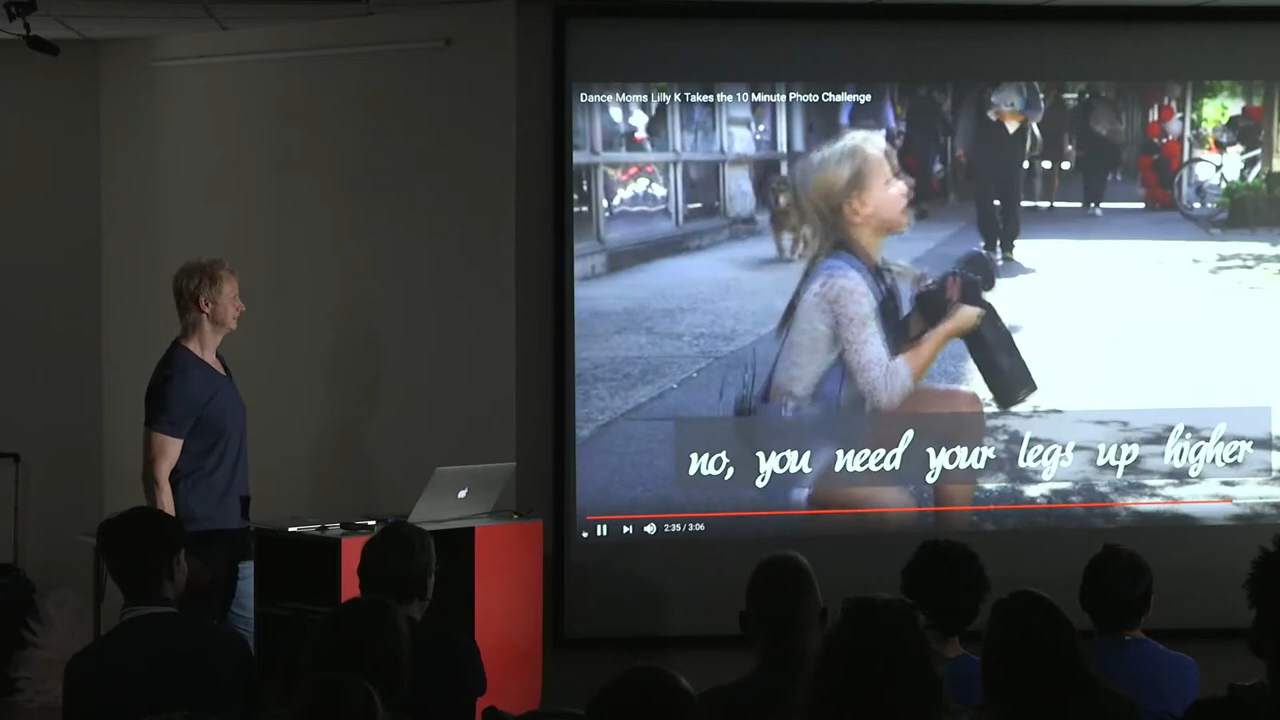 Dance Moms Lilly K Takes the 10 Minute Photo Challenge
no, you need your legs up higher
2:35 / 3:06